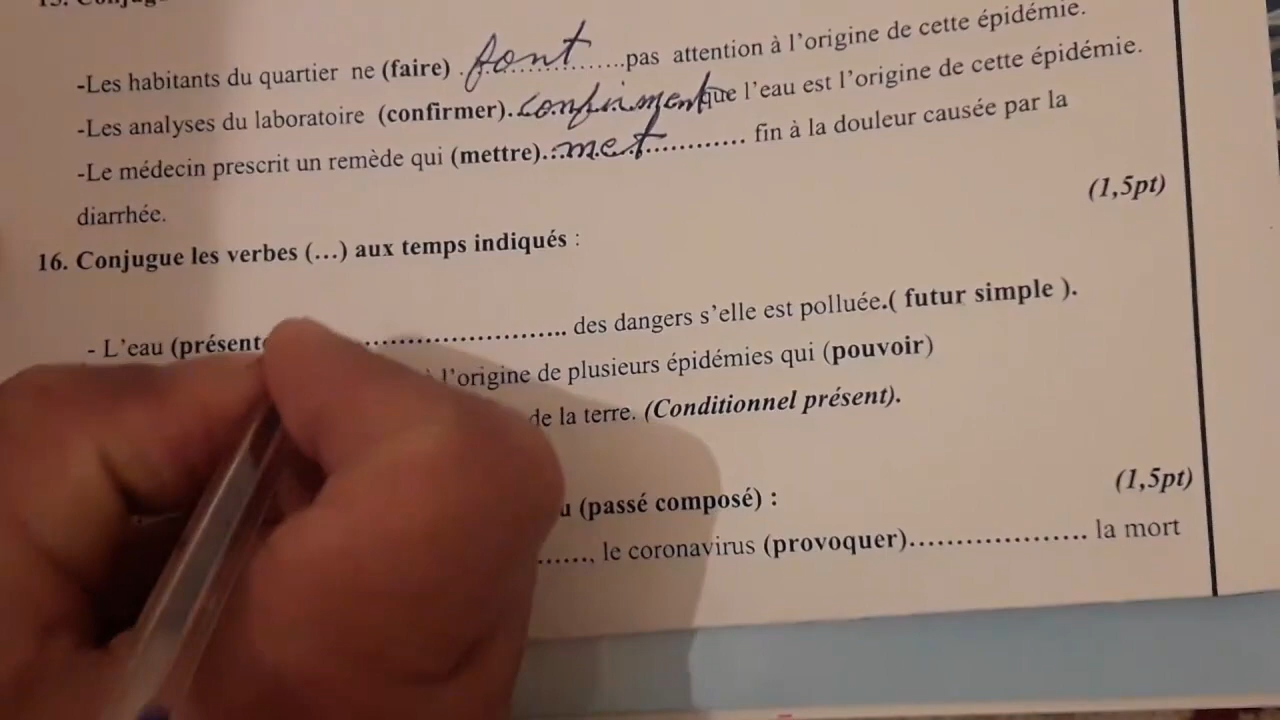 -Les habitants du quartier ne (faire) font pas attention à l'origine de cette épidémie.
-Les analyses du laboratoire (confirmer).confirment que l'eau est l'origine de cette épidémie.
-Le médecin prescrit un remède qui (mettre)...met............ fin à la douleur causée par la
diarrhée.
(1,5pt)
16. Conjugue les verbes (...) aux temps indiqués :
- L'eau (présent ........................ des dangers s'elle est polluée.( futur simple ).
l'origine de plusieurs épidémies qui (pouvoir)
de la terre. (Conditionnel présent).
(passé composé) :
(1,5pt)
......, le coronavirus (provoquer)................... la mort